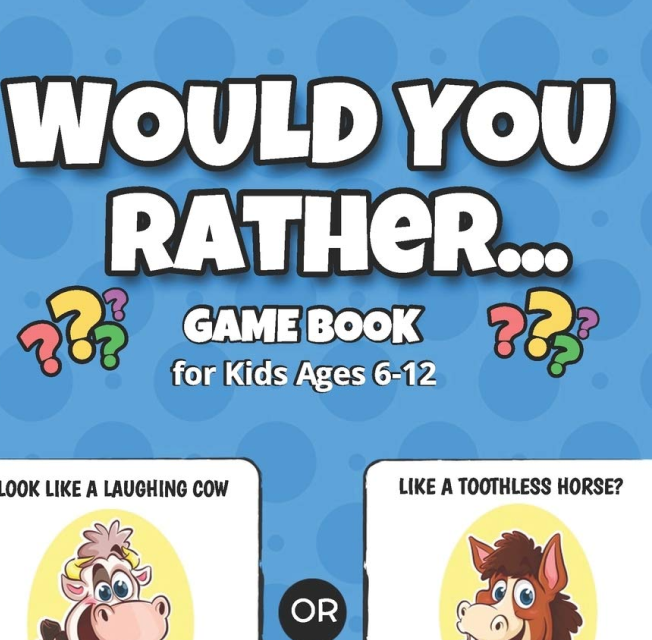 WOULD YOU
RATHER...
GAME BOOK
for Kids Ages 6-12
LOOK LIKE A LAUGHING COW
LIKE A TOOTHLESS HORSE?
OR